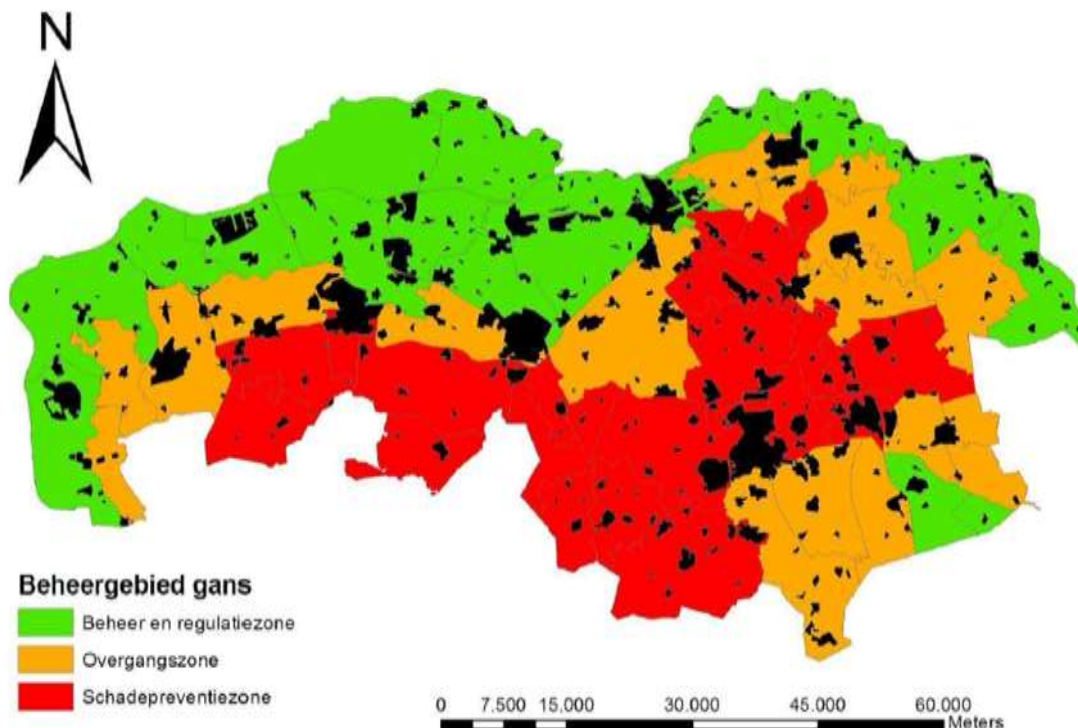 N
Beheergebied gans
Beheer en regulatiezone
Overgangszone
Schadepreventiezone
0 7.500 15.000 30.000 45.000 60.000
Meters